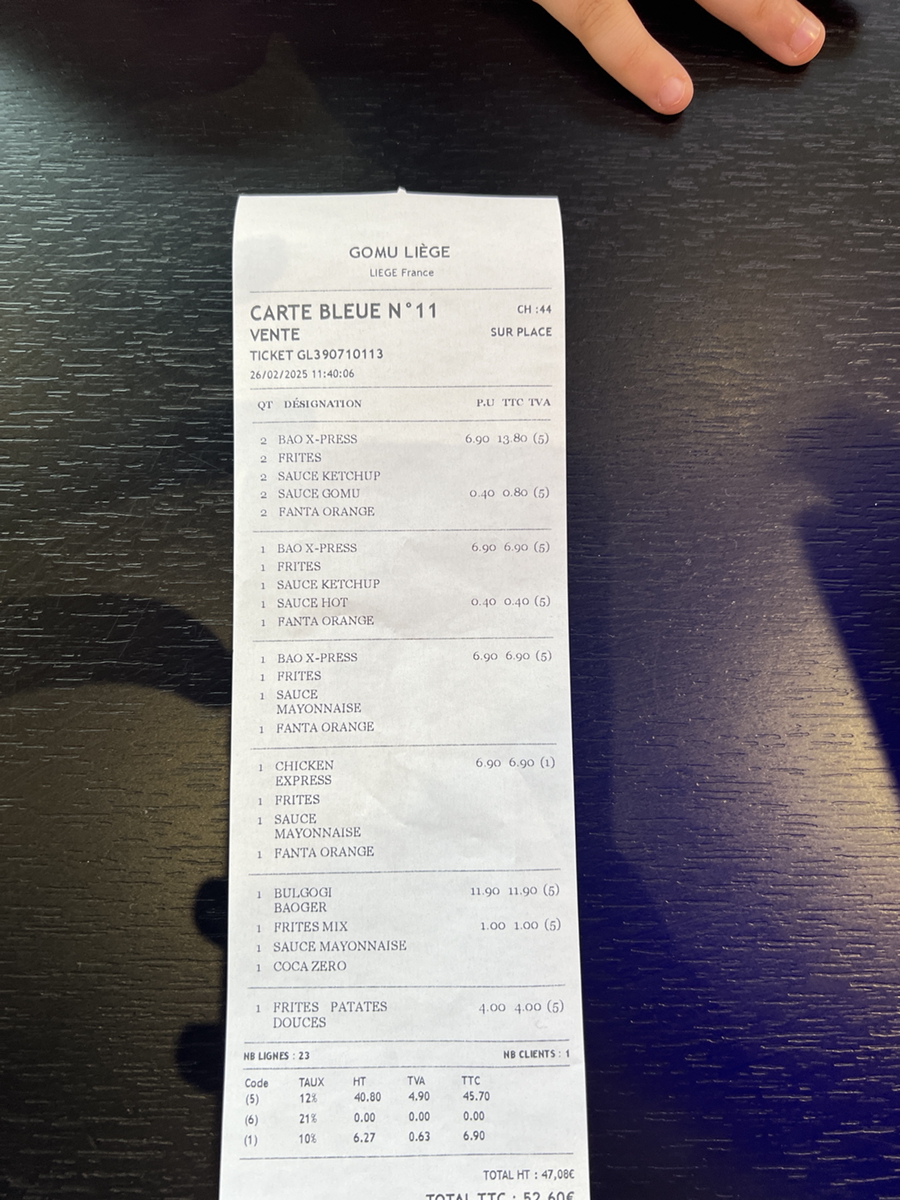 GOMU LIÈGE
LIEGE France
CARTE BLEUE N°11 CH :44
VENTE SUR PLACE
TICKET GL390710113
26/02/2025 11:40:06
QT DÉSIGNATION P.U TTC TVA
2 BAO X-PRESS 6.90 13.80 (5)
2 FRITES
2 SAUCE KETCHUP
2 SAUCE GOMU 0.40 0.80 (5)
2 FANTA ORANGE
1 BAO X-PRESS 6.90 6.90 (5)
1 FRITES
1 SAUCE KETCHUP
1 SAUCE HOT 0.40 0.40 (5)
1 FANTA ORANGE
1 BAO X-PRESS 6.90 6.90 (5)
1 FRITES
1 SAUCE
MAYONNAISE
1 FANTA ORANGE
1 CHICKEN 6.90 6.90 (1)
EXPRESS
1 FRITES
1 SAUCE
MAYONNAISE
1 FANTA ORANGE
1 BULGOGI 11.90 11.90 (5)
BAOGER
1 FRITES MIX 1.00 1.00 (5)
1 SAUCE MAYONNAISE
1 COCA ZERO
1 FRITES PATATES 4.00 4.00 (5)
DOUCES
NB LIGNES : 23 NB CLIENTS : 1
Code TAUX HT TVA TTC
(5) 12% 40.80 4.90 45.70
(6) 21% 0.00 0.00 0.00
(1) 10% 6.27 0.63 6.90
TOTAL HT : 47,08€
TOTAL TTC : 52,60€